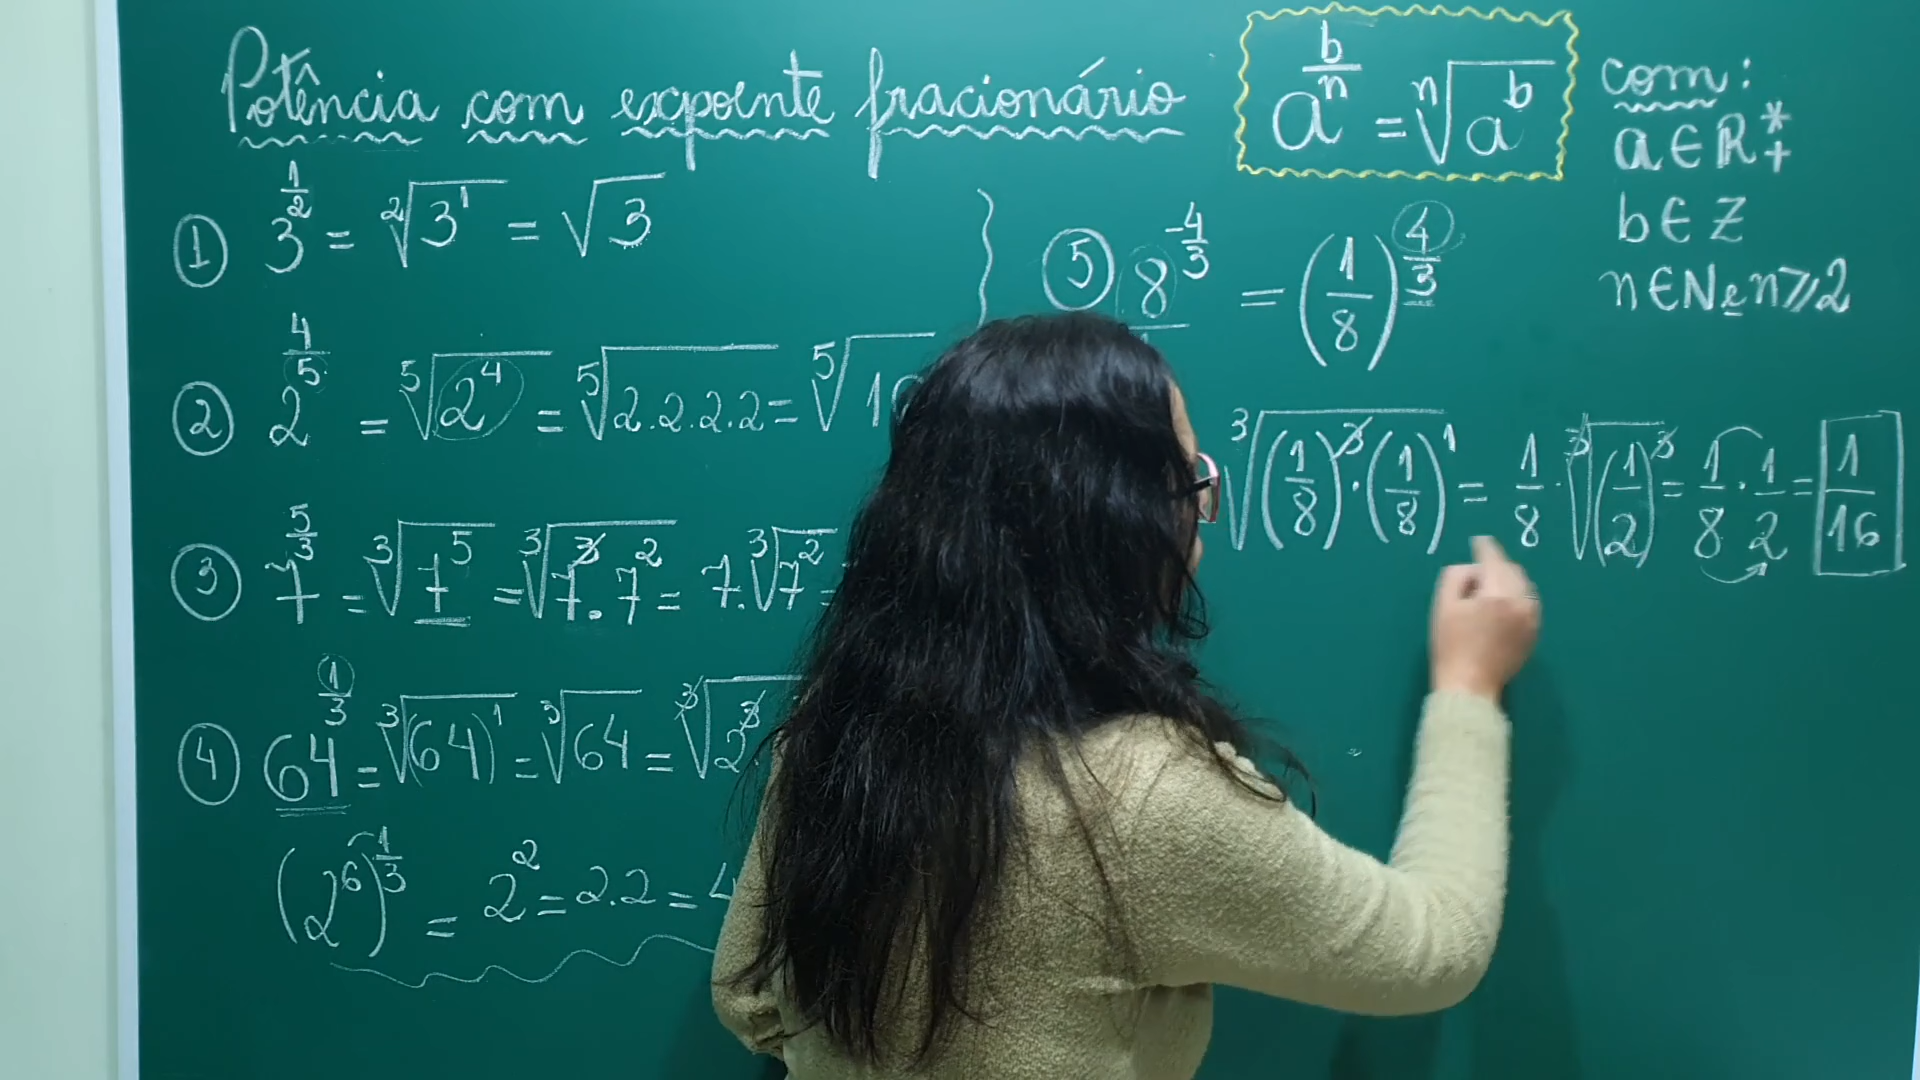 Potência com expoente fracionário
a^(b/n) = ⁿ√(a^b)
com:
a ∈ R*₊
b ∈ Z
n ∈ N e n ⩾ 2
① 3^(1/2) = ²√(3¹) = √3
② 2^(4/5) = ⁵√(2⁴) = ⁵√(2.2.2.2) = ⁵√1
③ 7^(5/3) = ³√(7⁵) = ³√(7³.7²) = 7.³√(7²) =
④ 64^(1/3) = ³√((64)¹) = ³√64 = ³√(2³.
(2⁶)^(1/3) = 2² = 2.2 = 4
⑤ 8^(-4/3) = (1/8)^(4/3)
³√((1/8)³.(1/8)¹) = 1/8 . ³√((1/2)³) = 1/8 . 1/2 = 1/16